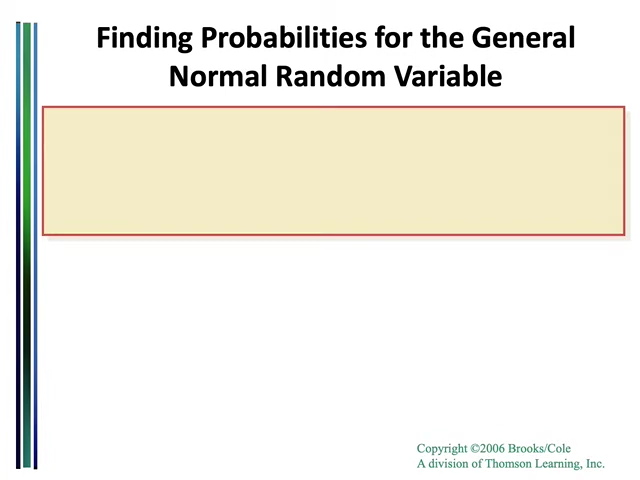 Finding Probabilities for the General
Normal Random Variable
Copyright ©2006 Brooks/Cole
A division of Thomson Learning, Inc.